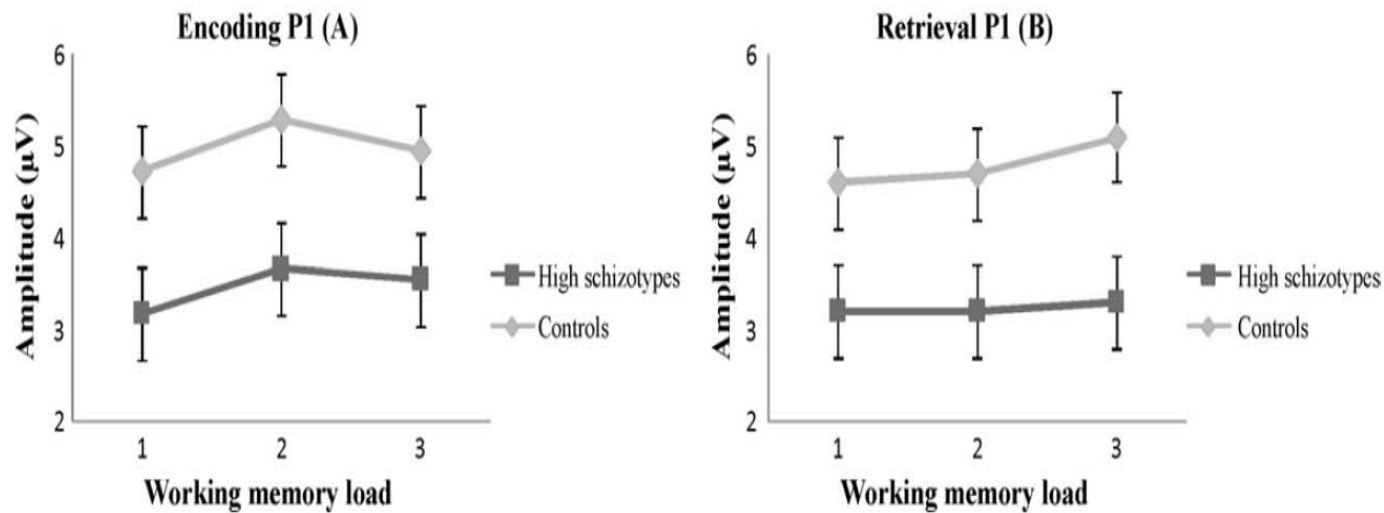 Encoding P1 (A)
Amplitude (µV)
6
5
4
3
2
1 2 3
Working memory load
High schizotypes
Controls
Retrieval P1 (B)
Amplitude (µV)
6
5
4
3
2
1 2 3
Working memory load
High schizotypes
Controls